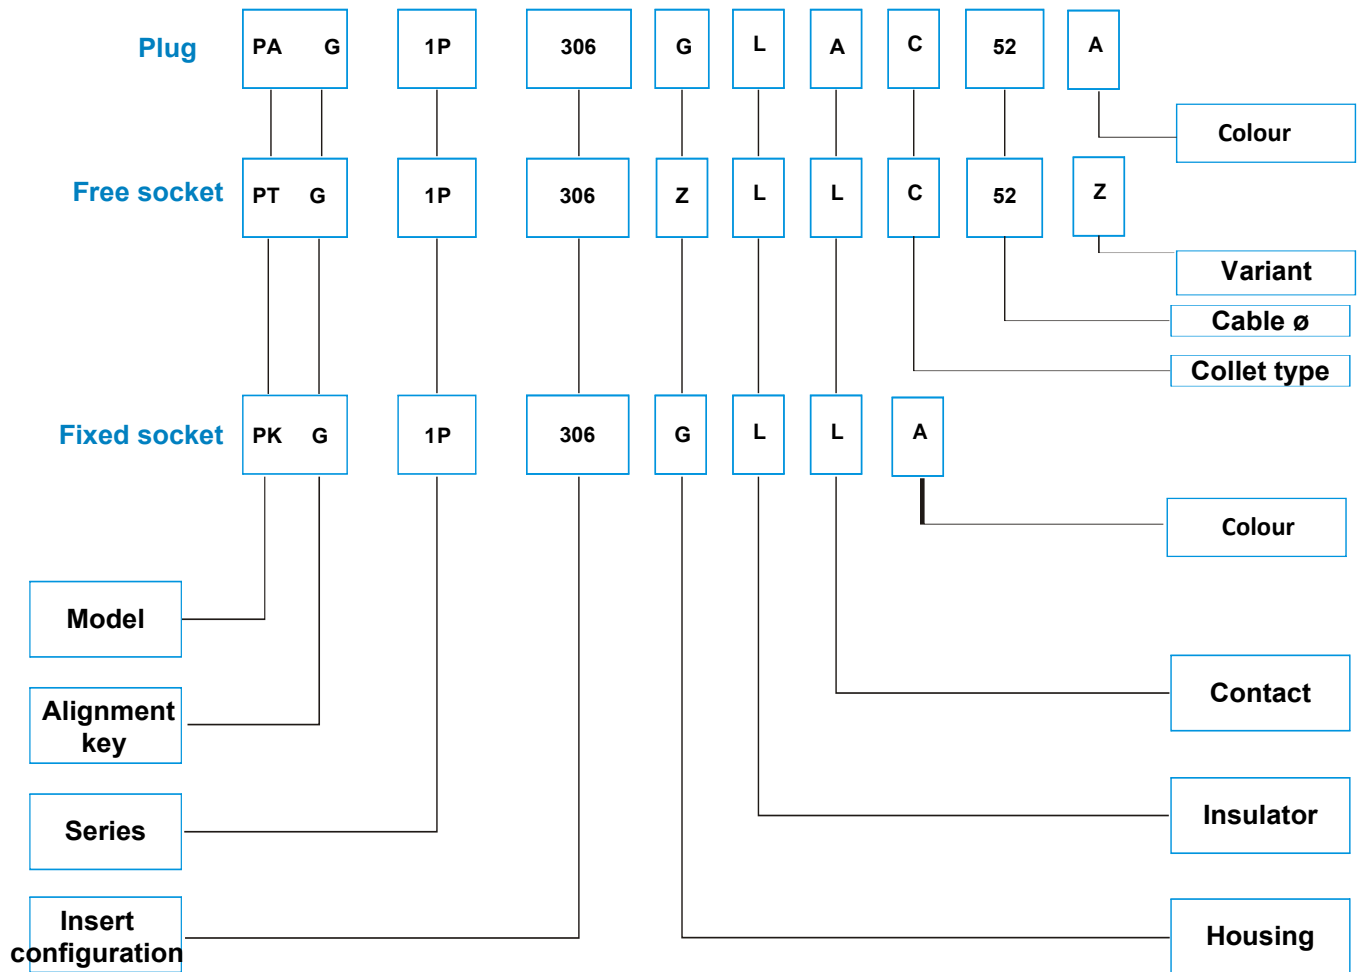 Plug PA G 1P 306 G L A C 52 A
Colour
Free socket PT G 1P 306 Z L L C 52 Z
Variant
Cable ø
Collet type
Fixed socket PK G 1P 306 G L L A
Colour
Model
Contact
Alignment
key
Insulator
Series
Insert
configuration
Housing